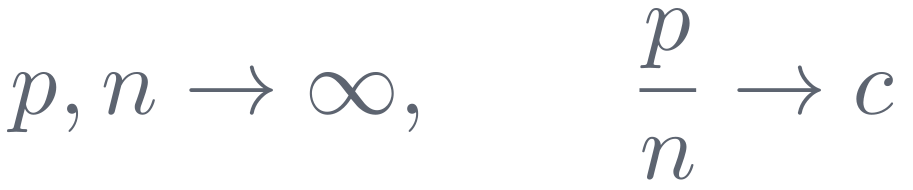 p, n → ∞, p/n → c